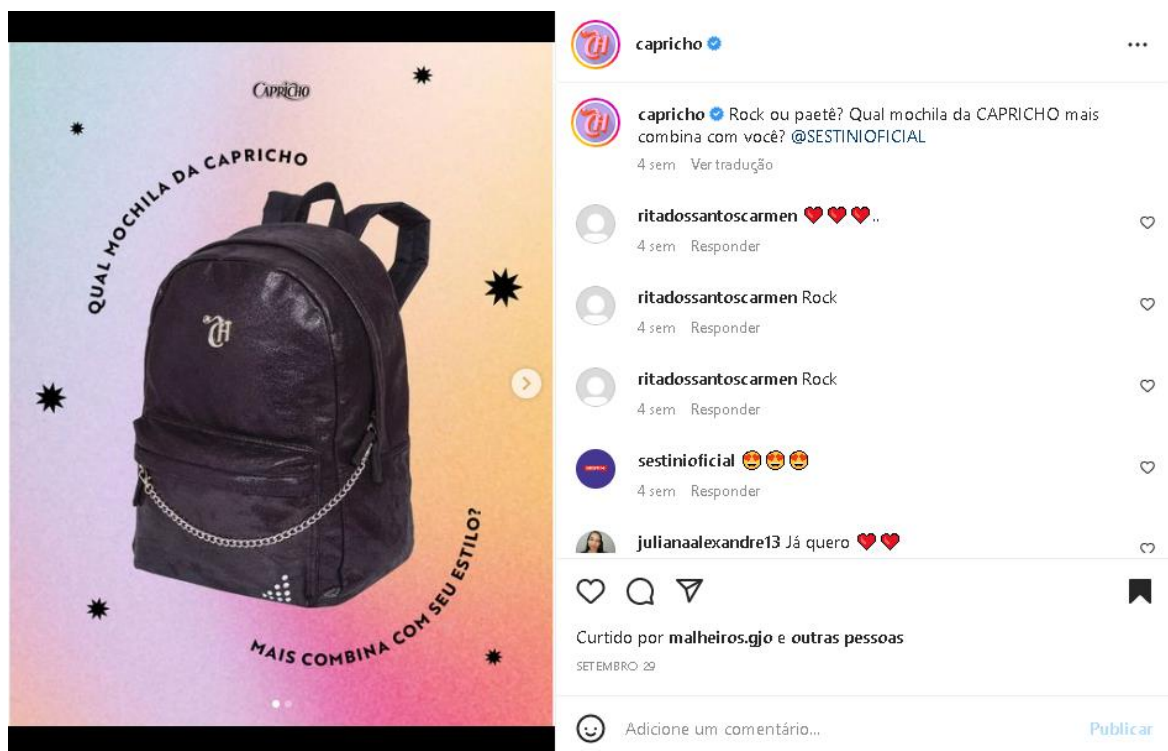 CAPRICHO
QUAL MOCHILA DA CAPRICHO
CH
MAIS COMBINA COM SEU ESTILO?
capricho
capricho Rock ou paetê? Qual mochila da CAPRICHO mais
combina com você? @SESTINIOFICIAL
4 sem Ver tradução
ritadossantoscarmen ❤️❤️❤️..
4 sem Responder
ritadossantoscarmen Rock
4 sem Responder
ritadossantoscarmen Rock
4 sem Responder
sestinioficial 😍😍😍
4 sem Responder
julianaalexandre13 Já quero ❤️❤️
Curtido por malheiros.gjo e outras pessoas
SETEMBRO 29
Adicione um comentário...
Publicar